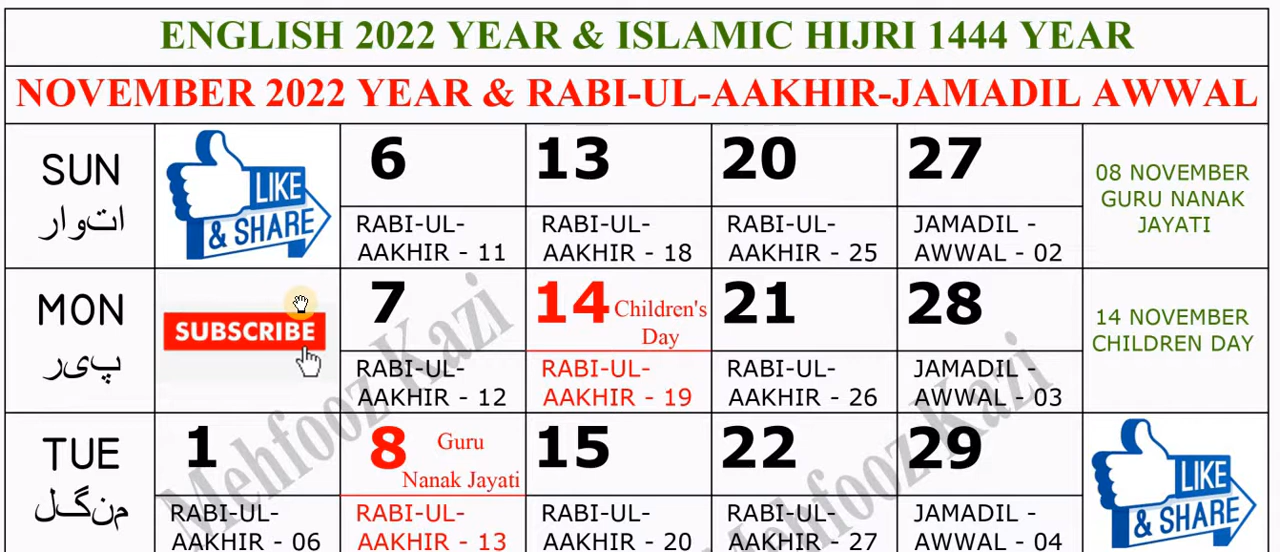 ENGLISH 2022 YEAR & ISLAMIC HIJRI 1444 YEAR
NOVEMBER 2022 YEAR & RABI-UL-AAKHIR-JAMADIL AWWAL
SUN
اتوار
LIKE
& SHARE
6
RABI-UL-
AAKHIR - 11
13
RABI-UL-
AAKHIR - 18
20
RABI-UL-
AAKHIR - 25
27
JAMADIL -
AWWAL - 02
08 NOVEMBER
GURU NANAK
JAYATI
MON
پیر
SUBSCRIBE
7
RABI-UL-
AAKHIR - 12
14 Children's
Day
RABI-UL-
AAKHIR - 19
21
RABI-UL-
AAKHIR - 26
28
JAMADIL -
AWWAL - 03
14 NOVEMBER
CHILDREN DAY
TUE
منگل
1
RABI-UL-
AAKHIR - 06
8 Guru
Nanak Jayati
RABI-UL-
AAKHIR - 13
15
RABI-UL-
AAKHIR - 20
22
RABI-UL-
AAKHIR - 27
29
JAMADIL -
AWWAL - 04
LIKE
& SHARE
Mehfooz Kazi
Mehfooz Kazi